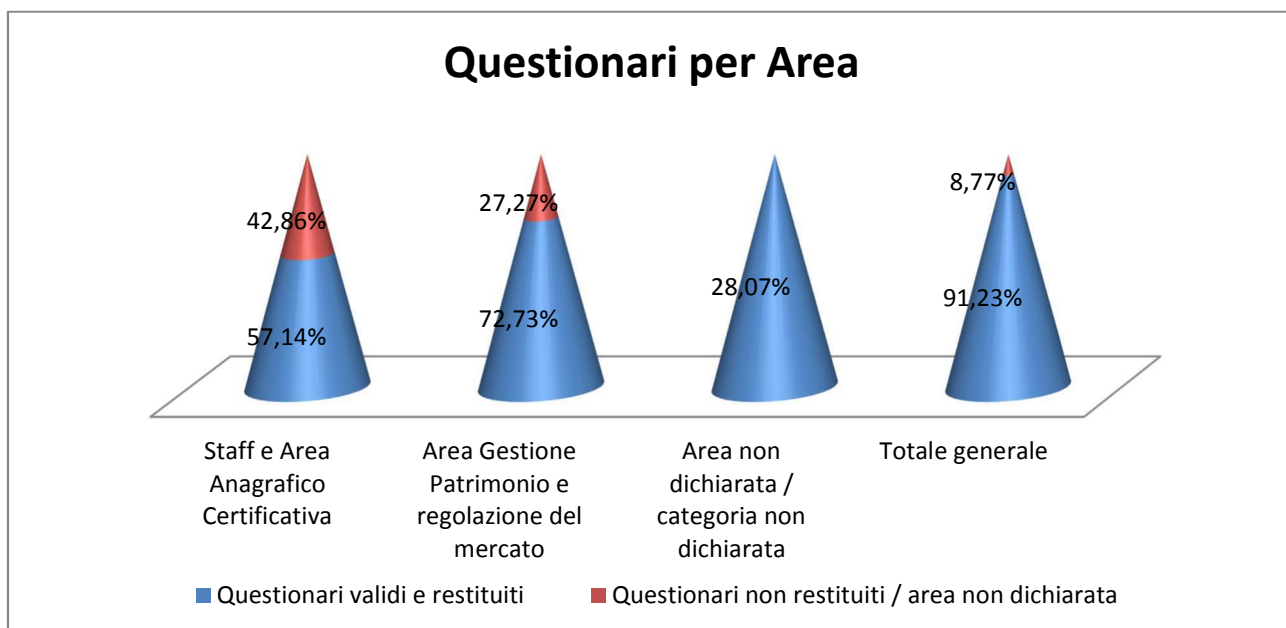 Questionari per Area
42,86%
57,14%
27,27%
72,73%
28,07%
8,77%
91,23%
Staff e Area
Anagrafico
Certificativa
Area Gestione
Patrimonio e
regolazione del
mercato
Area non
dichiarata /
categoria non
dichiarata
Totale generale
Questionari validi e restituiti
Questionari non restituiti / area non dichiarata